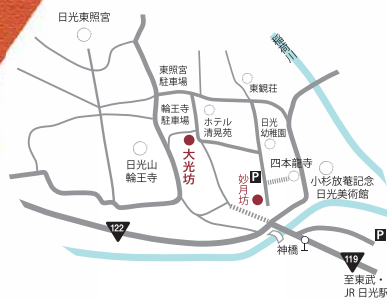 日光東照宮
稲荷川
東照宮
駐車場
東観荘
輪王寺
駐車場
ホテル
清晃苑
日光
幼稚園
日光山
輪王寺
大光坊
四本龍寺
妙月坊
P
小杉放菴記念
日光美術館
122
神橋
P
119
至東武・
JR 日光駅